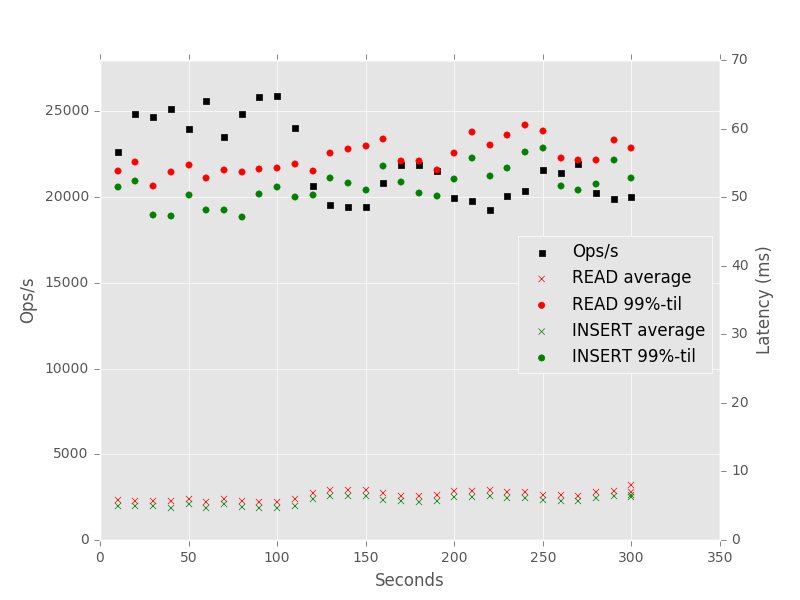 70
25000
60
20000
50
15000
40
10000
30
20
5000
10
0
0
0
50
100
150
200
250
300
350
Ops/s
Seconds
Latency (ms)
Ops/s
READ average
READ 99%-til
INSERT average
INSERT 99%-til